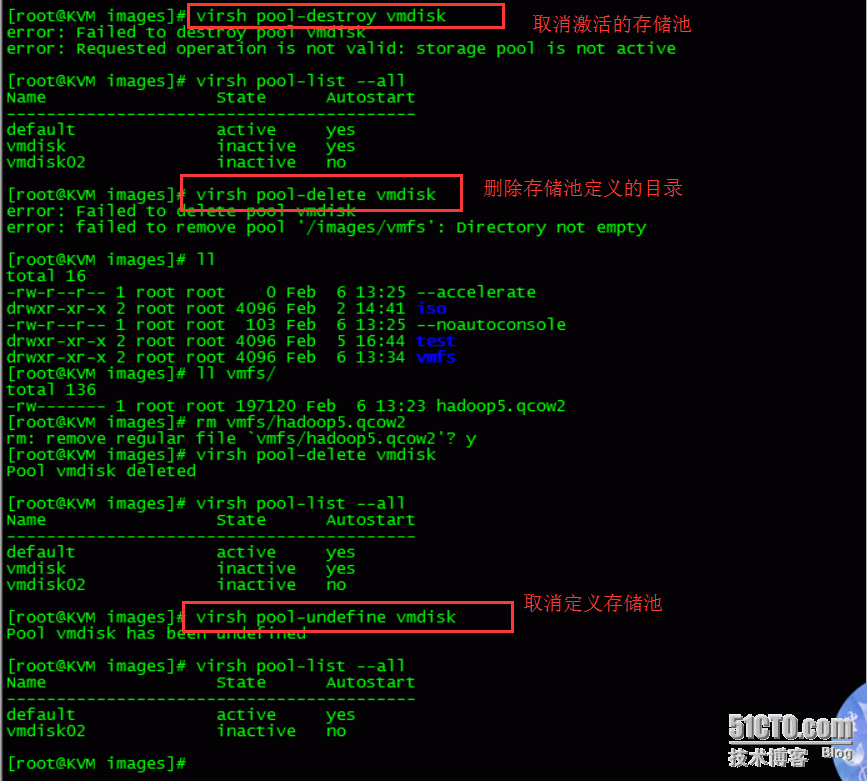 [root@KVM images]# virsh pool-destroy vmdisk
取消激活的存储池
error: Failed to destroy pool vmdisk
error: Requested operation is not valid: storage pool is not active
[root@KVM images]# virsh pool-list --all
Name                 State      Autostart
-----------------------------------------
default              active     yes
vmdisk               inactive   yes
vmdisk02             inactive   no
[root@KVM images]# virsh pool-delete vmdisk
删除存储池定义的目录
error: Failed to delete pool vmdisk
error: failed to remove pool '/images/vmfs': Directory not empty
[root@KVM images]# ll
total 16
-rw-r--r-- 1 root root    0 Feb  6 13:25 --accelerate
drwxr-xr-x 2 root root 4096 Feb  2 14:41 iso
-rw-r--r-- 1 root root  103 Feb  6 13:25 --noautoconsole
drwxr-xr-x 2 root root 4096 Feb  5 16:44 test
drwxr-xr-x 2 root root 4096 Feb  6 13:34 vmfs
[root@KVM images]# ll vmfs/
total 136
-rw------- 1 root root 197120 Feb  6 13:23 hadoop5.qcow2
[root@KVM images]# rm vmfs/hadoop5.qcow2
rm: remove regular file `vmfs/hadoop5.qcow2'? y
[root@KVM images]# virsh pool-delete vmdisk
Pool vmdisk deleted
[root@KVM images]# virsh pool-list --all
Name                 State      Autostart
-----------------------------------------
default              active     yes
vmdisk               inactive   yes
vmdisk02             inactive   no
[root@KVM images]# virsh pool-undefine vmdisk
取消定义存储池
Pool vmdisk has been undefined
[root@KVM images]# virsh pool-list --all
Name                 State      Autostart
-----------------------------------------
default              active     yes
vmdisk02             inactive   no
[root@KVM images]#
51CTO.com
技术博客 Blog